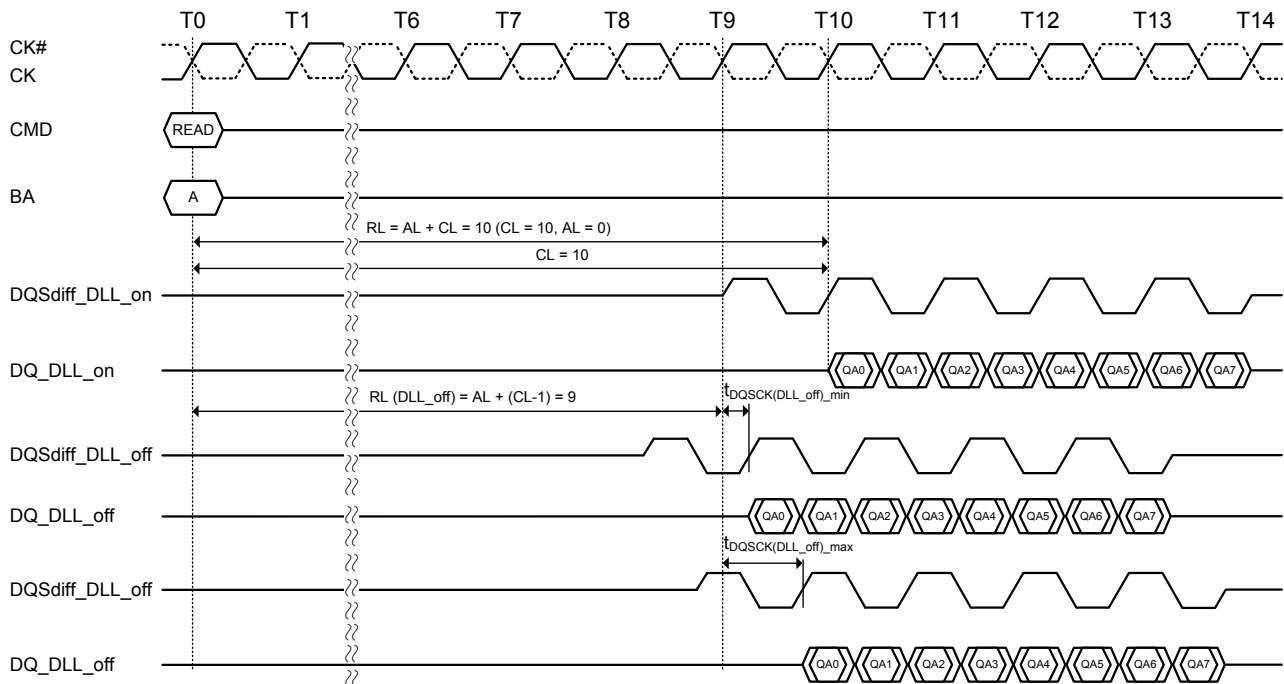 T0 T1 T6 T7 T8 T9 T10 T11 T12 T13 T14
CK#
CK
CMD READ
BA A
RL = AL + CL = 10 (CL = 10, AL = 0)
CL = 10
DQSdiff_DLL_on
DQ_DLL_on QA0 QA1 QA2 QA3 QA4 QA5 QA6 QA7
RL (DLL_off) = AL + (CL-1) = 9 tDQSCK(DLL_off)_min
DQSdiff_DLL_off
DQ_DLL_off QA0 QA1 QA2 QA3 QA4 QA5 QA6 QA7
tDQSCK(DLL_off)_max
DQSdiff_DLL_off
DQ_DLL_off QA0 QA1 QA2 QA3 QA4 QA5 QA6 QA7